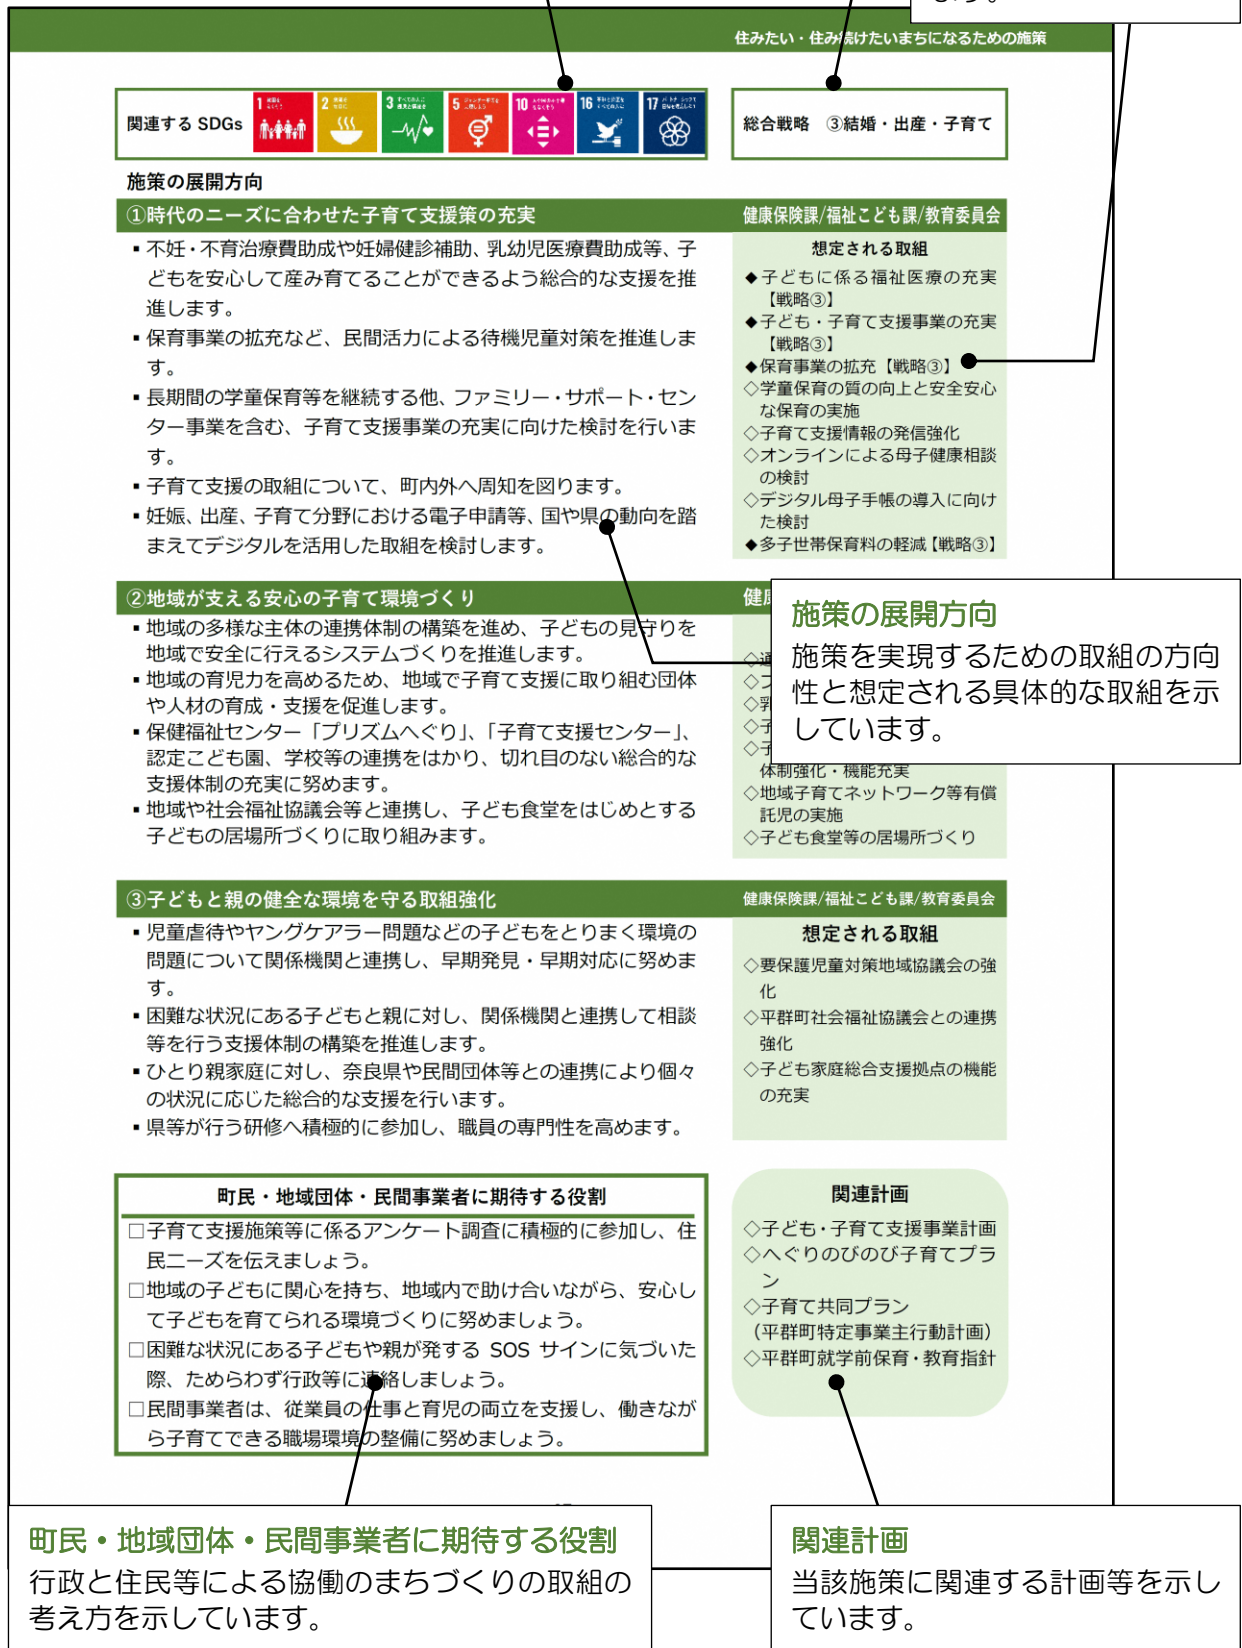 ます。
住みたい・住み続けたいまちになるための施策
関連する SDGs
1
2
3 すべての人に
5
10
16
17
総合戦略　③結婚・出産・子育て
施策の展開方向
①時代のニーズに合わせた子育て支援策の充実
健康保険課/福祉こども課/教育委員会
▪不妊・不育治療費助成や妊婦健診補助、乳幼児医療費助成等、子
どもを安心して産み育てることができるよう総合的な支援を推
進します。
▪保育事業の拡充など、民間活力による待機児童対策を推進しま
す。
▪長期間の学童保育等を継続する他、ファミリー・サポート・セン
ター事業を含む、子育て支援事業の充実に向けた検討を行いま
す。
▪子育て支援の取組について、町内外へ周知を図ります。
▪妊娠、出産、子育て分野における電子申請等、国や県の動向を踏
まえてデジタルを活用した取組を検討します。
想定される取組
◆子どもに係る福祉医療の充実
【戦略③】
◆子ども・子育て支援事業の充実
【戦略③】
◆保育事業の拡充【戦略③】
◇学童保育の質の向上と安全安心
な保育の実施
◇子育て支援情報の発信強化
◇オンラインによる母子健康相談
の検討
◇デジタル母子手帳の導入に向け
た検討
◆多子世帯保育料の軽減【戦略③】
②地域が支える安心の子育て環境づくり
健
▪地域の多様な主体の連携体制の構築を進め、子どもの見守りを
地域で安全に行えるシステムづくりを推進します。
▪地域の育児力を高めるため、地域で子育て支援に取り組む団体
や人材の育成・支援を促進します。
▪保健福祉センター「プリズムへぐり」、「子育て支援センター」、
認定こども園、学校等の連携をはかり、切れ目のない総合的な
支援体制の充実に努めます。
▪地域や社会福祉協議会等と連携し、子ども食堂をはじめとする
子どもの居場所づくりに取り組みます。
◇
◇
◇乳
◇子
◇子
体制強化・機能充実
◇地域子育てネットワーク等有償
託児の実施
◇子ども食堂等の居場所づくり
施策の展開方向
施策を実現するための取組の方向
性と想定される具体的な取組を示
しています。
③子どもと親の健全な環境を守る取組強化
健康保険課/福祉こども課/教育委員会
▪児童虐待やヤングケアラー問題などの子どもをとりまく環境の
問題について関係機関と連携し、早期発見・早期対応に努めま
す。
▪困難な状況にある子どもと親に対し、関係機関と連携して相談
等を行う支援体制の構築を推進します。
▪ひとり親家庭に対し、奈良県や民間団体等との連携により個々
の状況に応じた総合的な支援を行います。
▪県等が行う研修へ積極的に参加し、職員の専門性を高めます。
想定される取組
◇要保護児童対策地域協議会の強
化
◇平群町社会福祉協議会との連携
強化
◇子ども家庭総合支援拠点の機能
の充実
町民・地域団体・民間事業者に期待する役割
□子育て支援施策等に係るアンケート調査に積極的に参加し、住
民ニーズを伝えましょう。
□地域の子どもに関心を持ち、地域内で助け合いながら、安心し
て子どもを育てられる環境づくりに努めましょう。
□困難な状況にある子どもや親が発する SOS サインに気づいた
際、ためらわず行政等に連絡しましょう。
□民間事業者は、従業員の仕事と育児の両立を支援し、働きなが
ら子育てできる職場環境の整備に努めましょう。
関連計画
◇子ども・子育て支援事業計画
◇へぐりのびのび子育てプラ
ン
◇子育て共同プラン
（平群町特定事業主行動計画）
◇平群町就学前保育・教育指針
町民・地域団体・民間事業者に期待する役割
行政と住民等による協働のまちづくりの取組の
考え方を示しています。
関連計画
当該施策に関連する計画等を示し
ています。